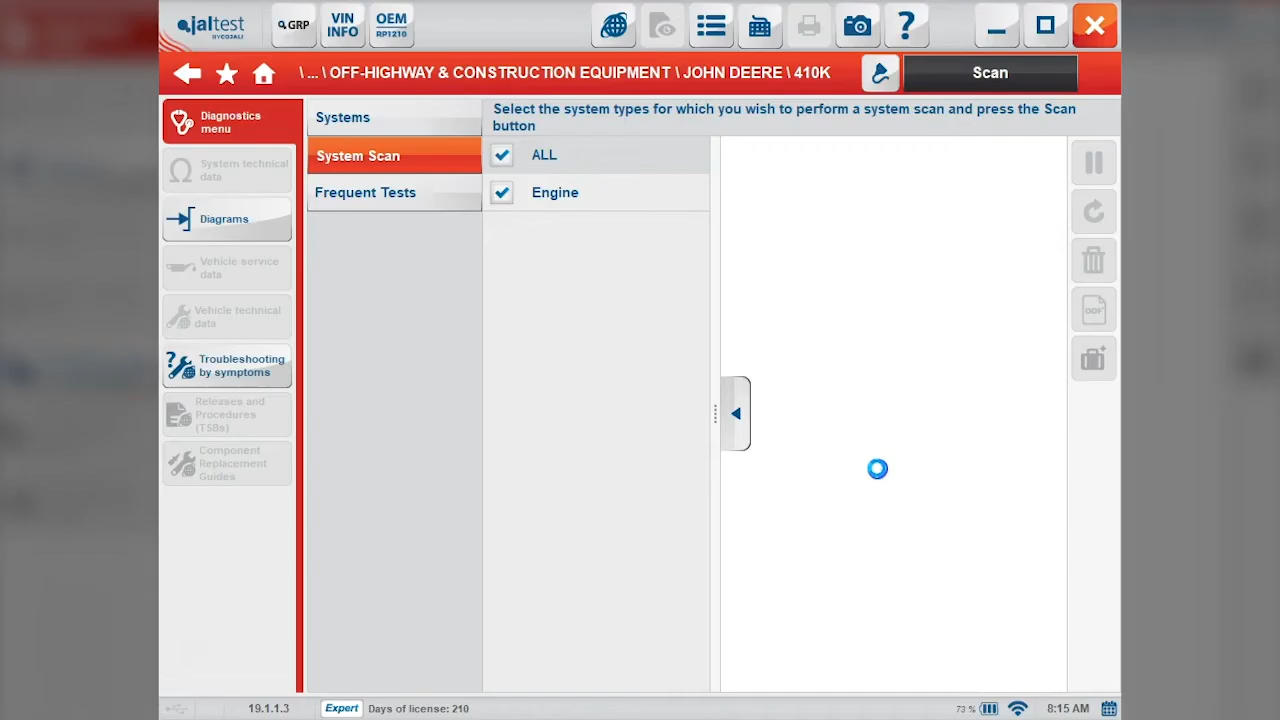 jaltest
BY COJALI
GRP
VIN
INFO
OEM
RP1210
?
\ ... \ OFF-HIGHWAY & CONSTRUCTION EQUIPMENT \ JOHN DEERE \ 410K
Scan
Diagnostics
menu
System technical
data
Diagrams
Vehicle service
data
Vehicle technical
data
Troubleshooting
by symptoms
Releases and
Procedures
(TSBs)
Component
Replacement
Guides
Systems
System Scan
Frequent Tests
Select the system types for which you wish to perform a system scan and press the Scan
button
ALL
Engine
19.1.1.3
Expert
Days of license: 210
73 %
8:15 AM